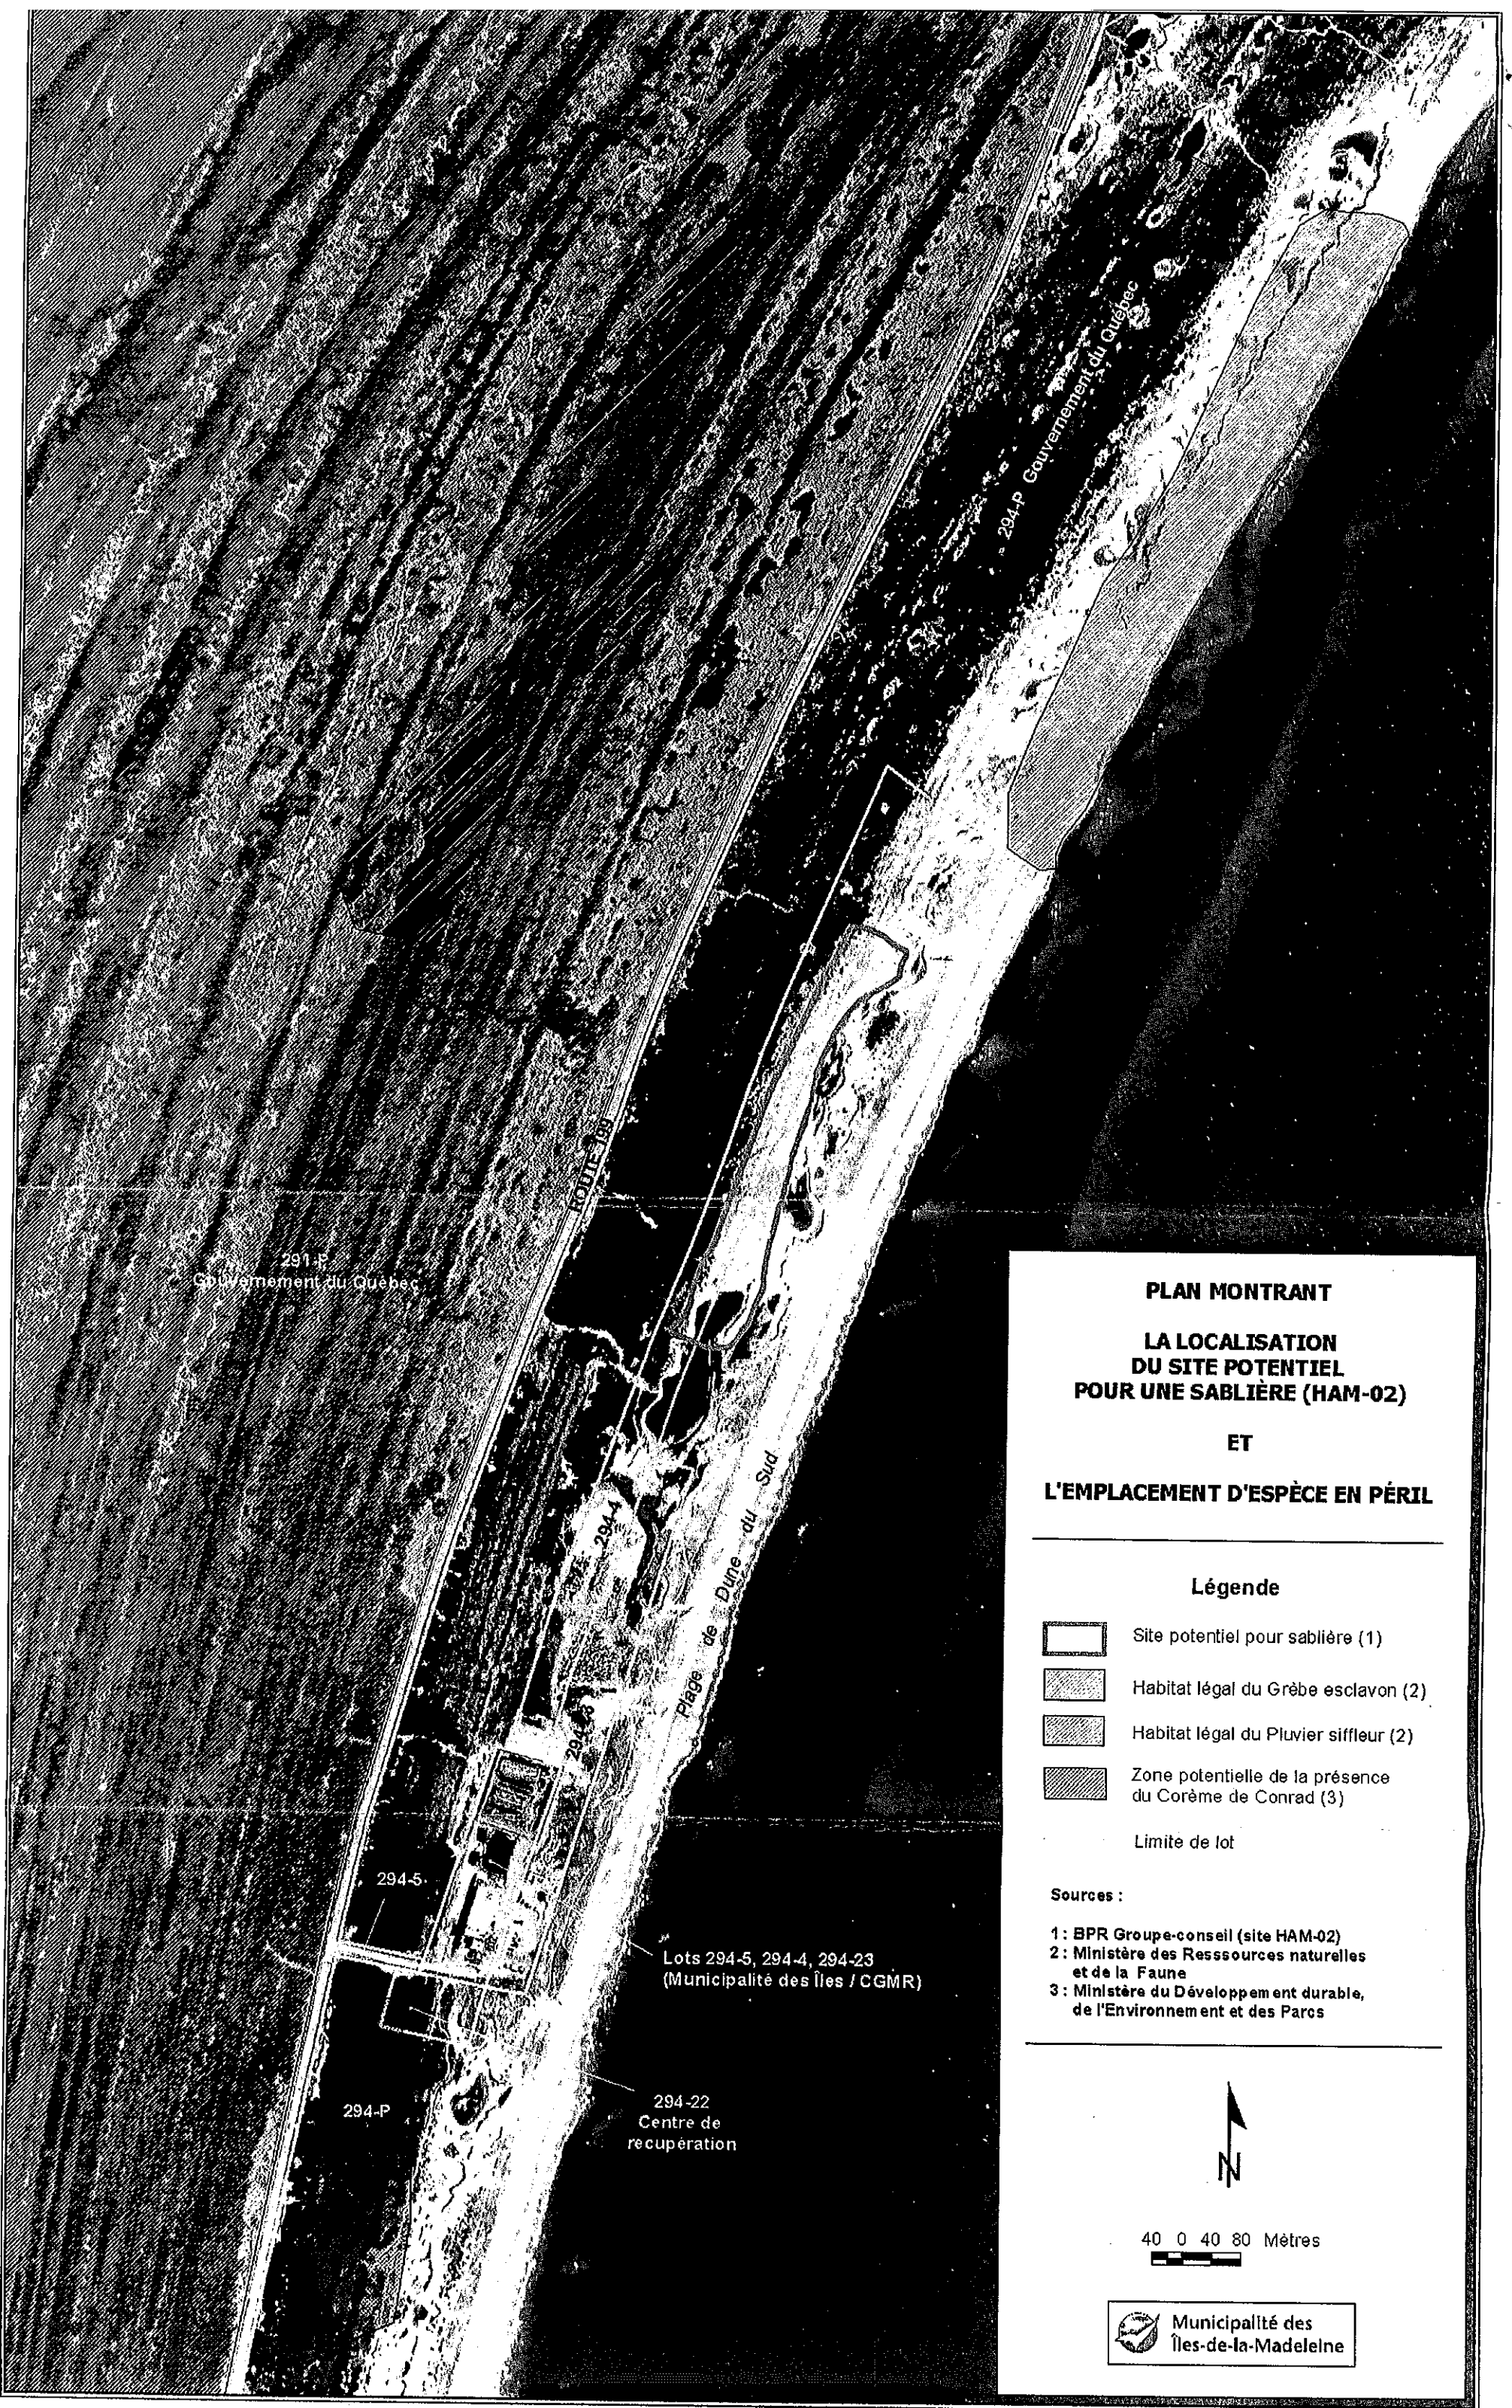 294-P Gouvernement du Québec
ROUTE 199
291-P
Gouvernement du Québec
294-4
Plage de Dune du Sud
294-23
294-5
Lots 294-5, 294-4, 294-23
(Municipalité des Îles / CGMR)
294-22
Centre de
récupération
294-P
PLAN MONTRANT
LA LOCALISATION
DU SITE POTENTIEL
POUR UNE SABLIÈRE (HAM-02)
ET
L'EMPLACEMENT D'ESPÈCE EN PÉRIL
Légende
Site potentiel pour sablière (1)
Habitat légal du Grèbe esclavon (2)
Habitat légal du Pluvier siffleur (2)
Zone potentielle de la présence
du Corème de Conrad (3)
Limite de lot
Sources :
1 : BPR Groupe-conseil (site HAM-02)
2 : Ministère des Resssources naturelles
et de la Faune
3 : Ministère du Développement durable,
de l'Environnement et des Parcs
N
40 0 40 80 Mètres
Municipalité des
Îles-de-la-Madeleine